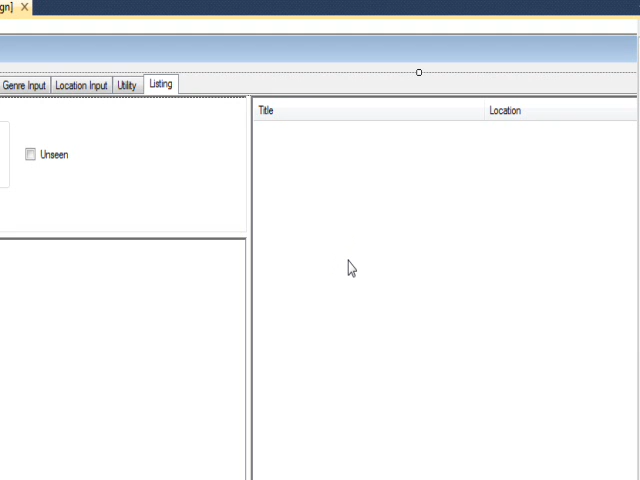 gn] X
Genre Input Location Input Utility Listing
Title Location
Unseen